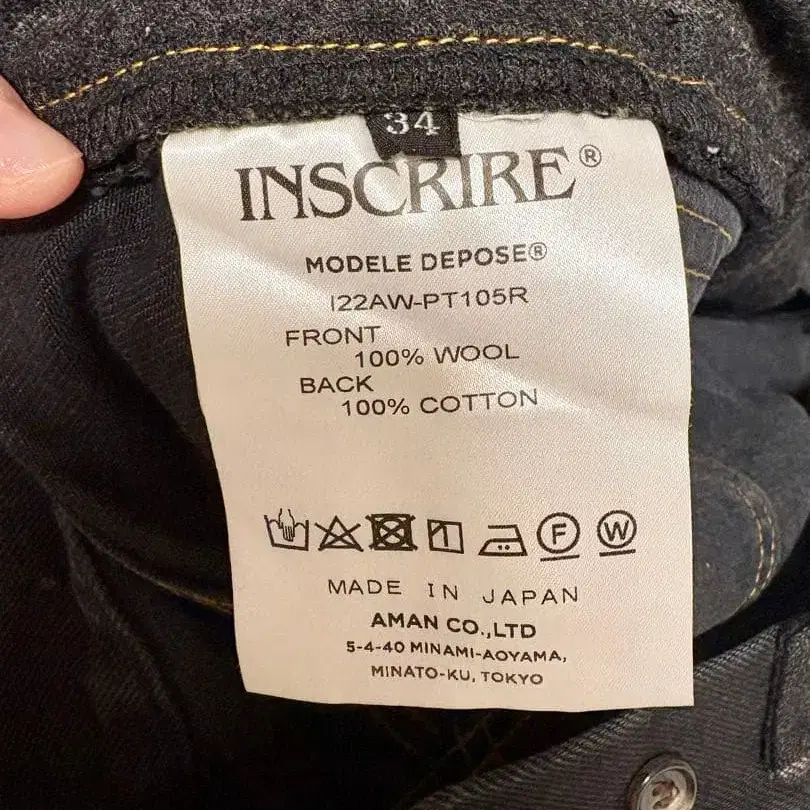 34
INSCRIRE®
MODELE DEPOSE®
I22AW-PT105R
FRONT
100% WOOL
BACK
100% COTTON
F W
MADE IN JAPAN
AMAN CO.,LTD
5-4-40 MINAMI-AOYAMA,
MINATO-KU, TOKYO